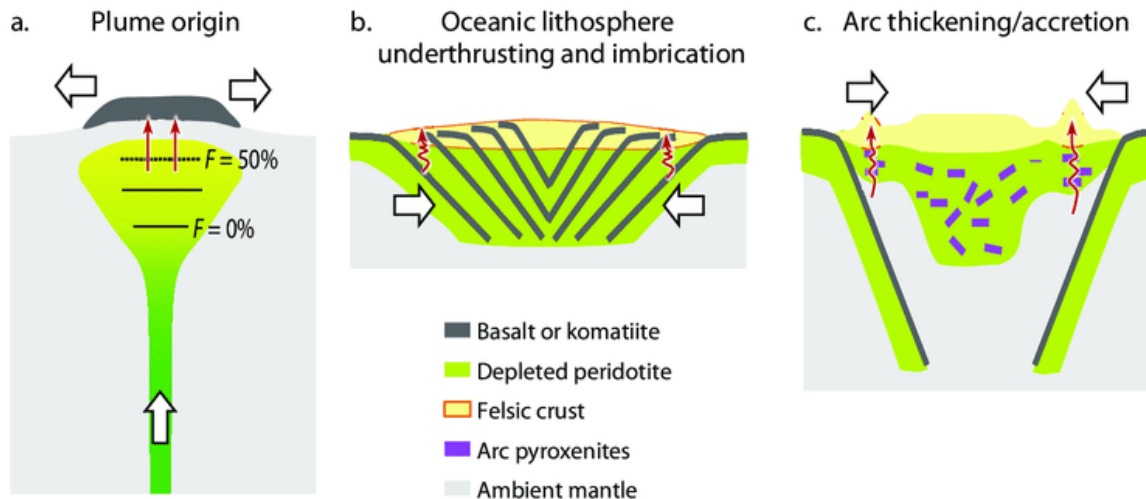 a. Plume origin
b. Oceanic lithosphere
underthrusting and imbrication
c. Arc thickening/accretion
F = 50%
F = 0%
Basalt or komatiite
Depleted peridotite
Felsic crust
Arc pyroxenites
Ambient mantle